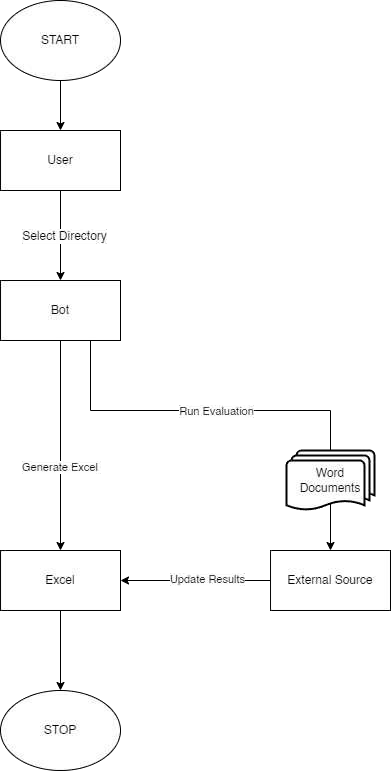 START
User
Select Directory
Bot
Run Evaluation
Generate Excel
Word
Documents
Excel
Update Results
External Source
STOP